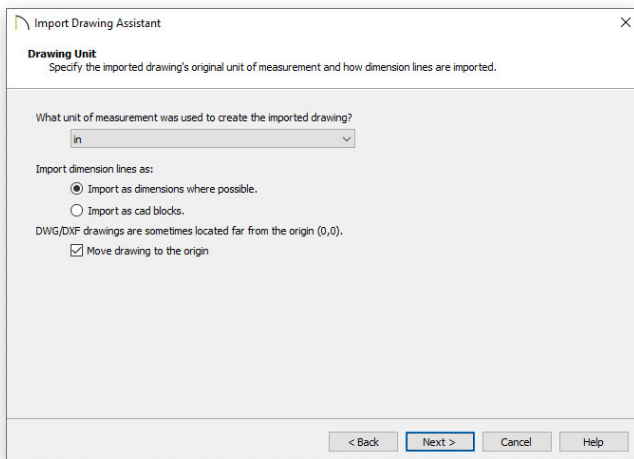 Import Drawing Assistant
Drawing Unit
Specify the imported drawing's original unit of measurement and how dimension lines are imported.
What unit of measurement was used to create the imported drawing?
in
Import dimension lines as:
Import as dimensions where possible.
Import as cad blocks.
DWG/DXF drawings are sometimes located far from the origin (0,0).
Move drawing to the origin
< Back Next > Cancel Help